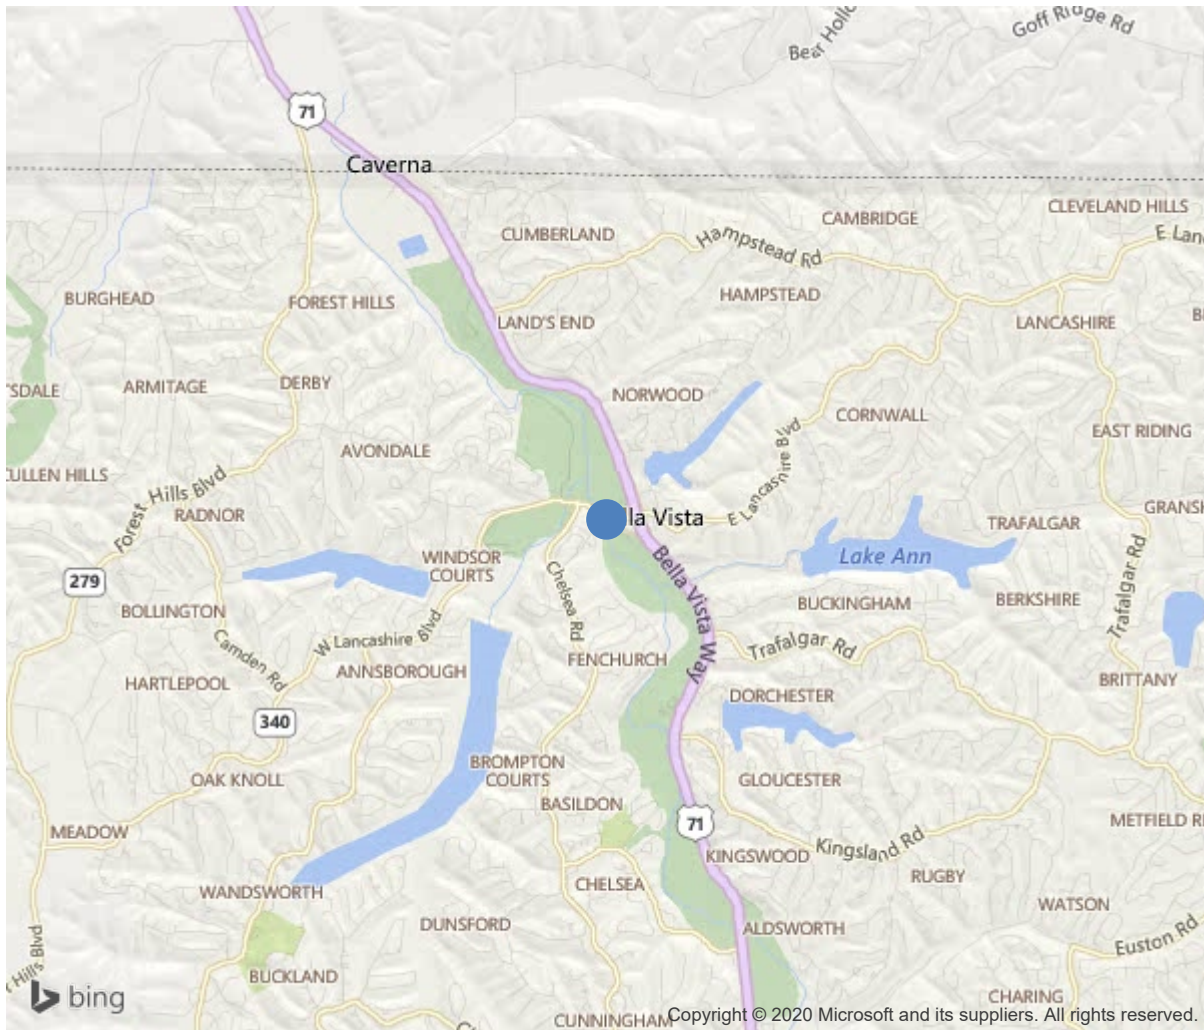 Goff Ridge Rd
71
Caverna
CLEVELAND HILLS
CAMBRIDGE
CUMBERLAND
Hampstead Rd
BURGHEAD
FOREST HILLS
HAMPSTEAD
LAND'S END
LANCASHIRE
ARMITAGE
DERBY
NORWOOD
CORNWALL
AVONDALE
EAST RIDING
E Lancashire Blvd
Forest Hills Blvd
RADNOR
la Vista
TRAFALGAR
Lake Ann
WINDSOR
COURTS
279
Chelsea Rd
Bella Vista Way
BUCKINGHAM
BERKSHIRE
Trafalgar Rd
BOLLINGTON
W Lancashire Blvd
Camden Rd
Trafalgar Rd
FENCHURCH
ANNSBOROUGH
HARTLEPOOL
BRITTANY
DORCHESTER
340
BROMPTON
COURTS
OAK KNOLL
GLOUCESTER
BASILDON
71
MEADOW
Kingsland Rd
KINGSWOOD
RUGBY
CHELSEA
WANDSWORTH
WATSON
DUNSFORD
ALDSWORTH
Euston Rd
Hills Blvd
BUCKLAND
bing
CHARING
CUNNINGHAM
Copyright © 2020 Microsoft and its suppliers. All rights reserved.